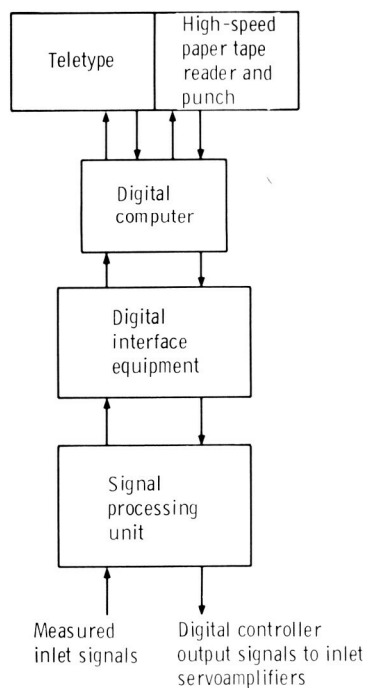 Teletype
High-speed
paper tape
reader and
punch
Digital
computer
Digital
interface
equipment
Signal
processing
unit
Measured
inlet signals
Digital controller
output signals to inlet
servoamplifiers